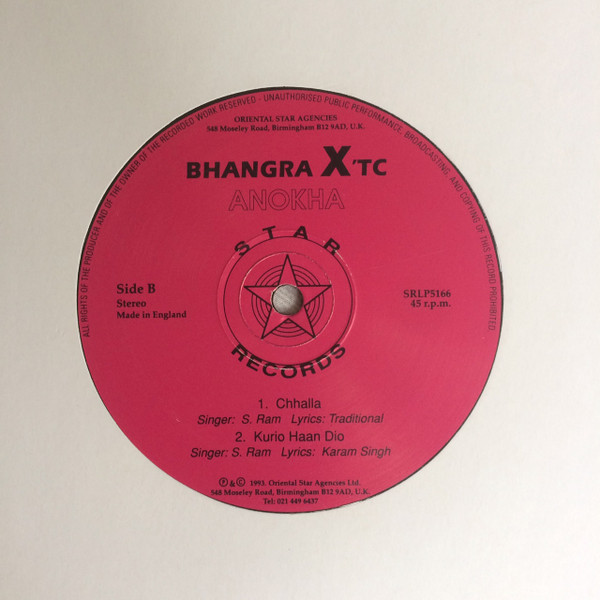 ALL RIGHTS OF THE PRODUCER AND OF THE OWNER OF THE RECORDED WORK RESERVED - UNAUTHORISED PUBLIC PERFORMANCE, BROADCASTING, AND COPYING OF THIS RECORD PROHIBITED.
ORIENTAL STAR AGENCIES
548 Moseley Road, Birmingham B12 9AD, U.K.
BHANGRA X'TC
ANOKHA
STAR
RECORDS
Side B
Stereo
Made in England
SRLP5166
45 r.p.m.
1. Chhalla
Singer: S. Ram Lyrics: Traditional
2. Kurio Haan Dio
Singer: S. Ram Lyrics: Karam Singh
Ⓟ & © 1993. Oriental Star Agencies Ltd.
548 Moseley Road, Birmingham B12 9AD, U.K.
Tel: 021 449 6437